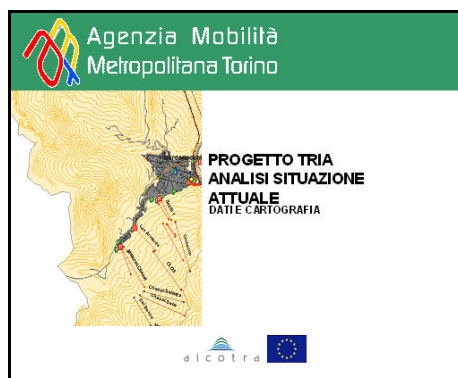 Agenzia Mobilità
Metropolitana Torino
PROGETTO TRIA
ANALISI SITUAZIONE
ATTUALE
DATI E CARTOGRAFIA
alcotra